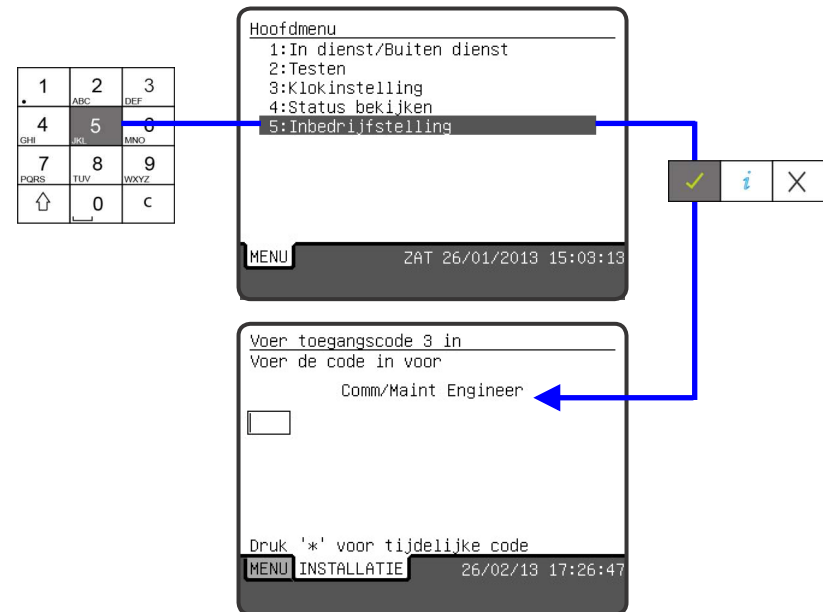 Hoofdmenu
1:In dienst/Buiten dienst
2:Testen
3:Klokinstelling
4:Status bekijken
5:Inbedrijfstelling
MENU ZAT 26/01/2013 15:03:13
1 2 3
. ABC DEF
4 5 6
GHI JKL MNO
7 8 9
PQRS TUV WXYZ
0 C
i
Voer toegangscode 3 in
Voer de code in voor
Comm/Maint Engineer
Druk '*' voor tijdelijke code
MENU INSTALLATIE 26/02/13 17:26:47